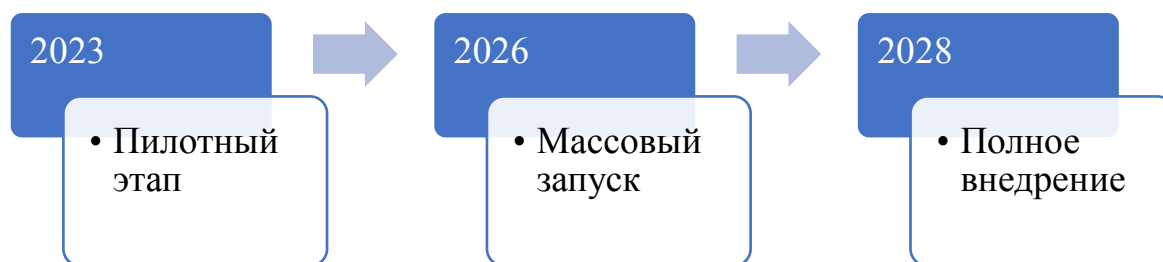 2023
• Пилотный
этап
2026
• Массовый
запуск
2028
• Полное
внедрение